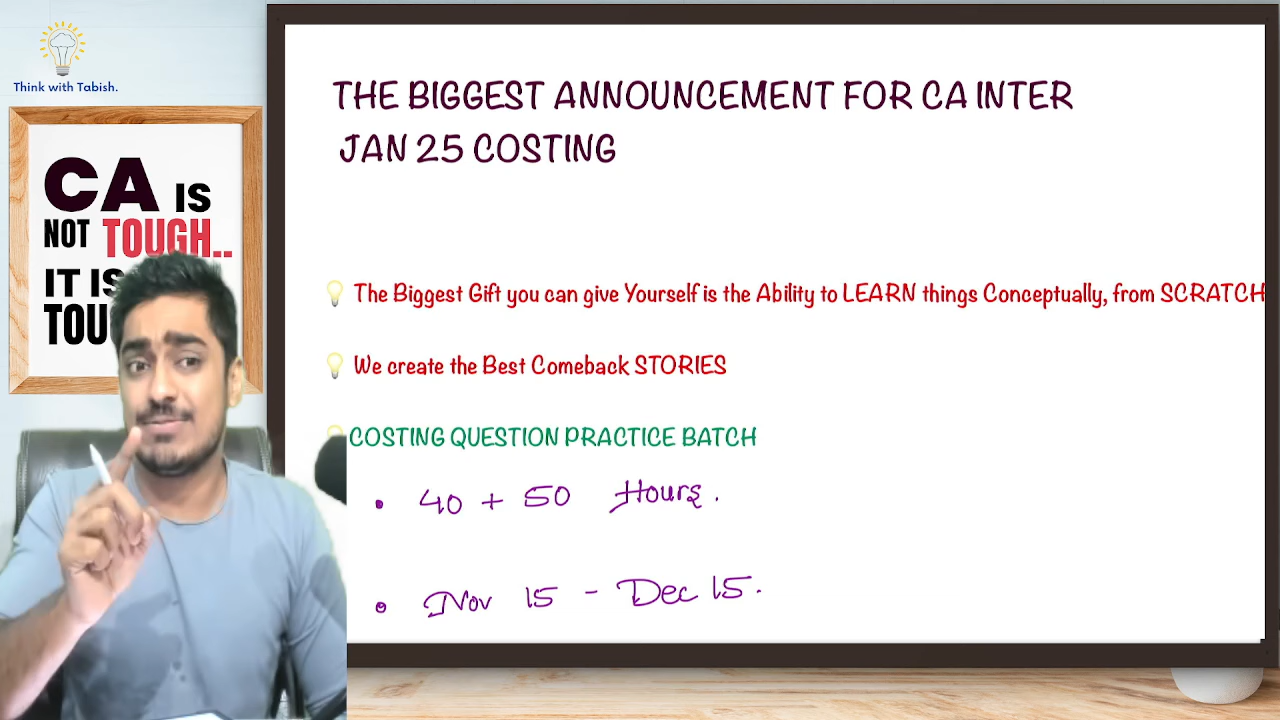 Think with Tabish.
CA IS
NOT TOUGH..
IT IS
TOU
THE BIGGEST ANNOUNCEMENT FOR CA INTER
JAN 25 COSTING
The Biggest Gift you can give Yourself is the Ability to LEARN things Conceptually, from SCRATCH
We create the Best Comeback STORIES
COSTING QUESTION PRACTICE BATCH
• 40 + 50 Hours.
• Nov 15 - Dec 15.